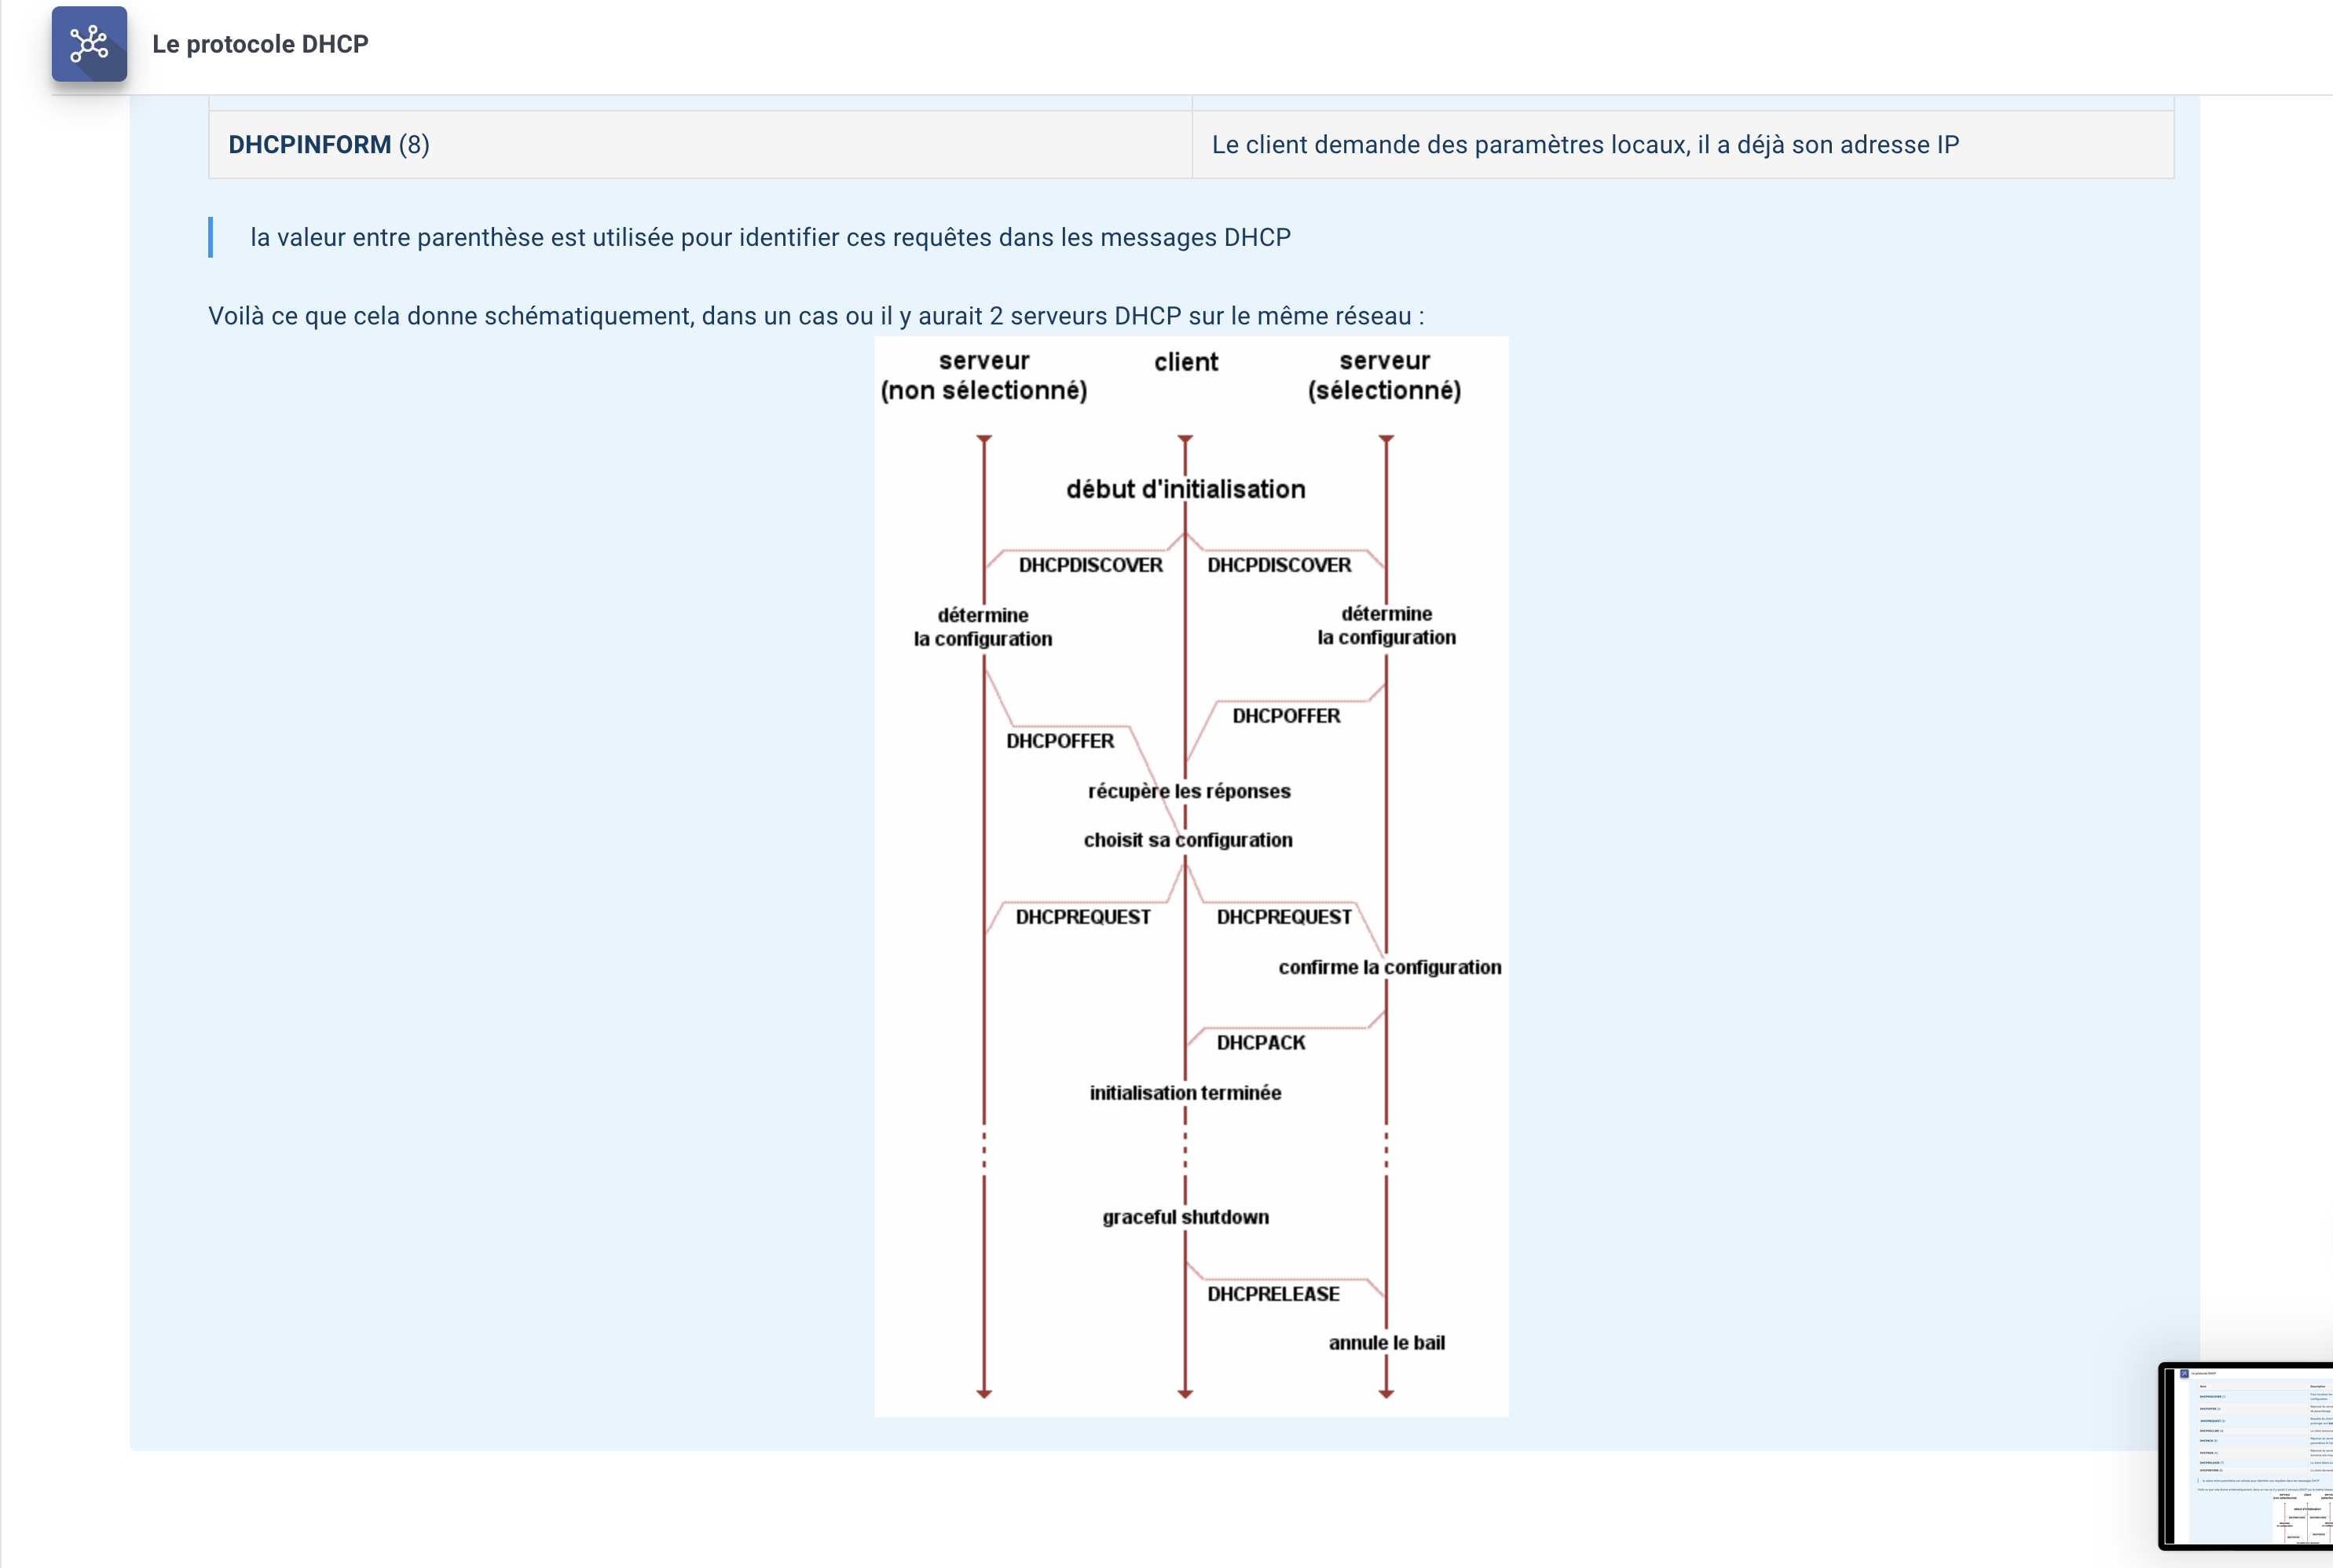 Le protocole DHCP
DHCPINFORM (8)
Le client demande des paramètres locaux, il a déjà son adresse IP
la valeur entre parenthèse est utilisée pour identifier ces requêtes dans les messages DHCP
Voilà ce que cela donne schématiquement, dans un cas ou il y aurait 2 serveurs DHCP sur le même réseau :
serveur
(non sélectionné)
client
serveur
(sélectionné)
début d'initialisation
DHCPDISCOVER
DHCPDISCOVER
détermine
la configuration
détermine
la configuration
DHCPOFFER
DHCPOFFER
récupère les réponses
choisit sa configuration
DHCPREQUEST
DHCPREQUEST
confirme la configuration
DHCPACK
initialisation terminée
graceful shutdown
DHCPRELEASE
annule le bail